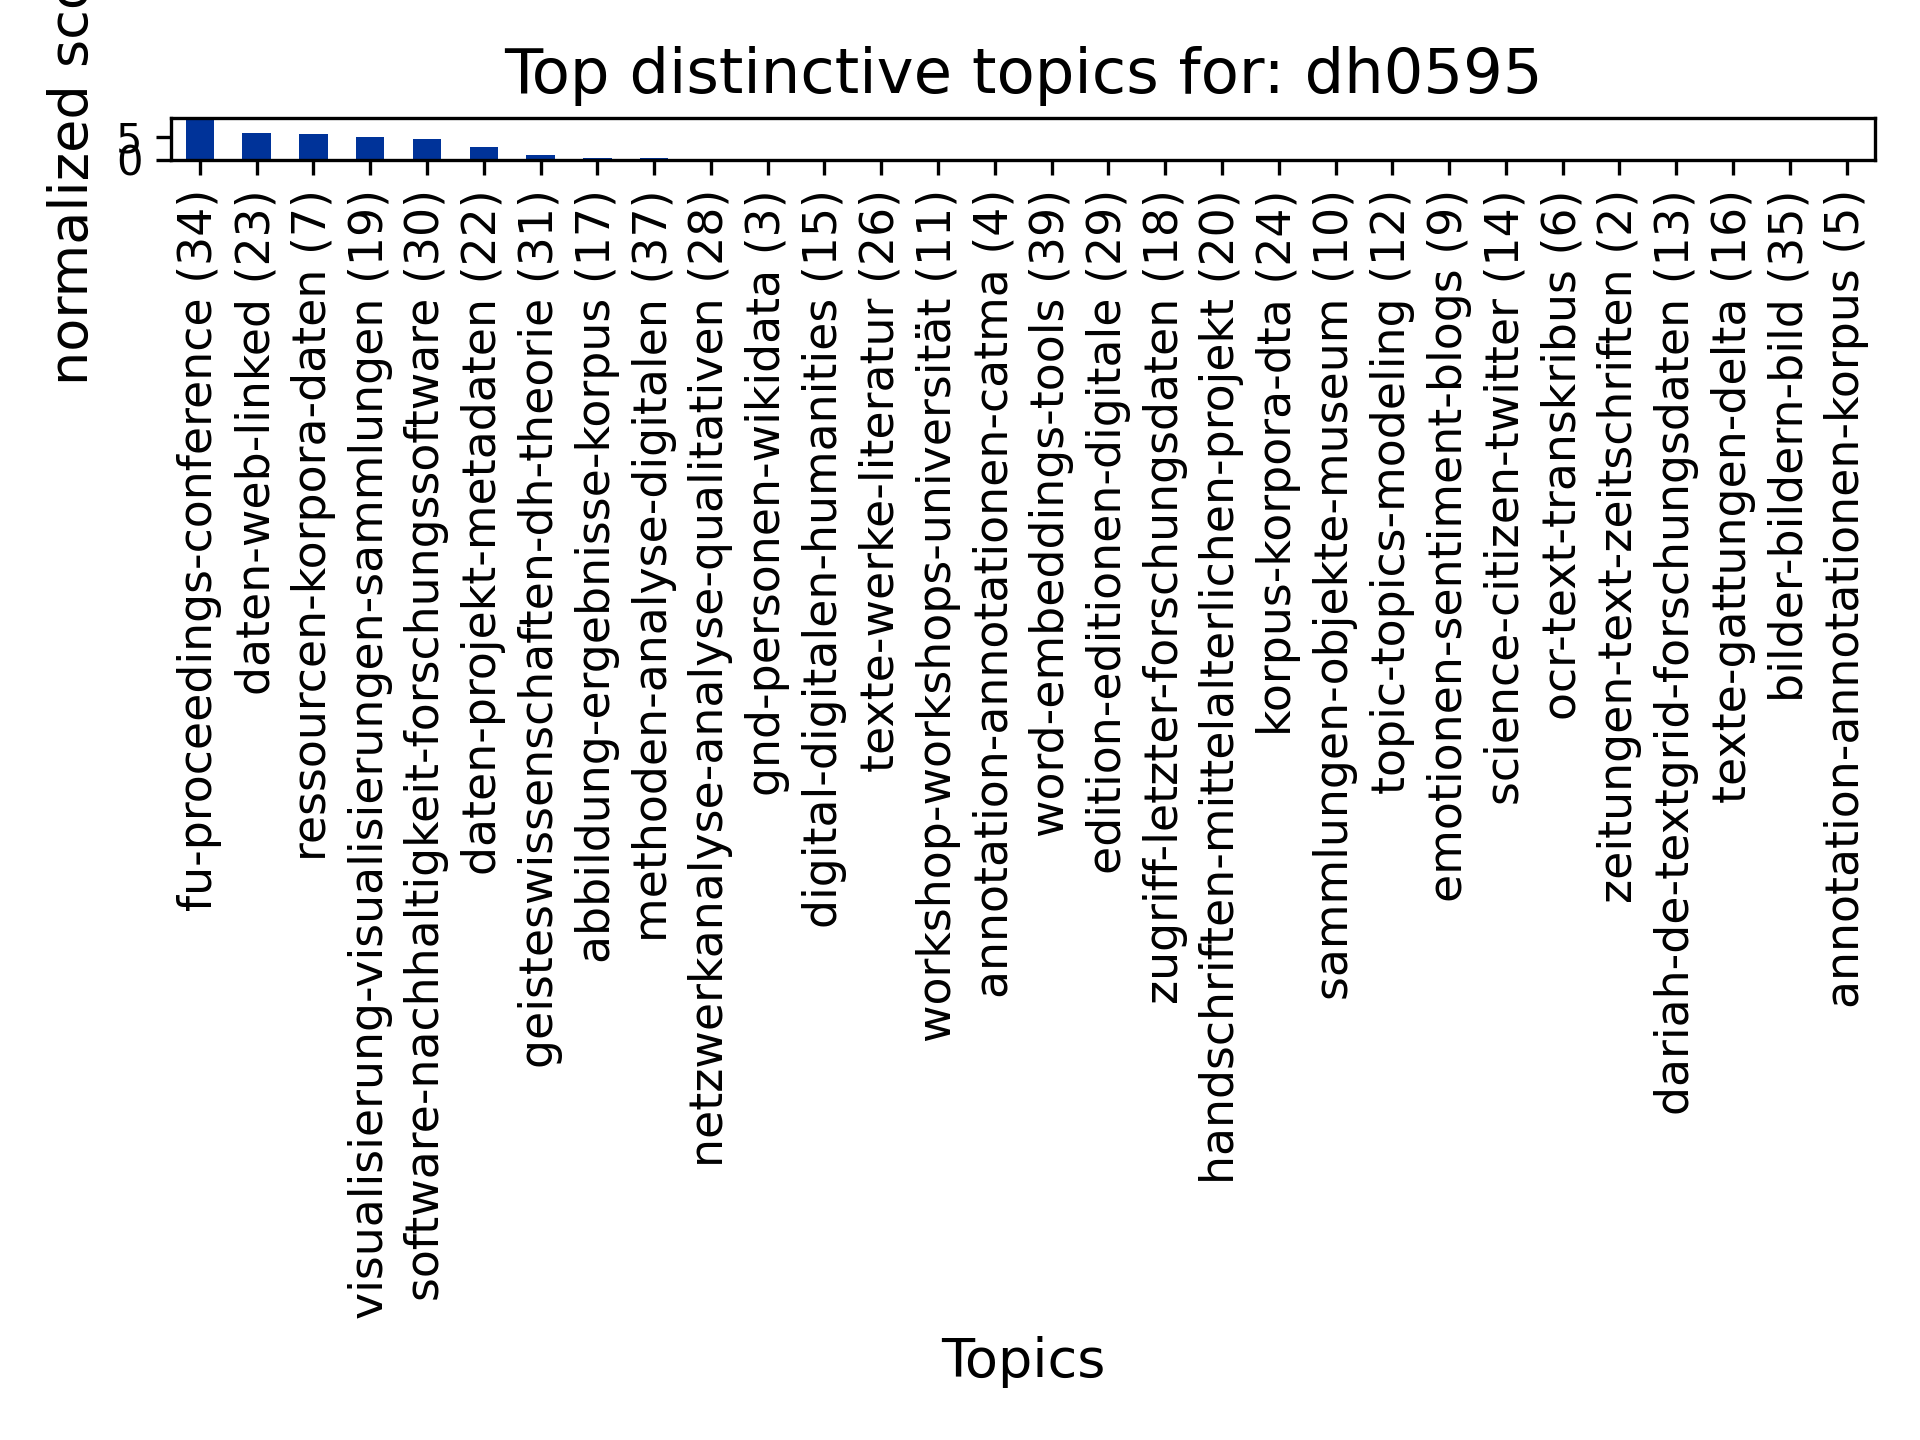 Top distinctive topics for: dh0595
normalized sco
5
0
fu-proceedings-conference (34)
daten-web-linked (23)
ressourcen-korpora-daten (7)
visualisierung-visualisierungen-sammlungen (19)
software-nachhaltigkeit-forschungssoftware (30)
daten-projekt-metadaten (22)
geisteswissenschaften-dh-theorie (31)
abbildung-ergebnisse-korpus (17)
methoden-analyse-digitalen (37)
netzwerkanalyse-analyse-qualitativen (28)
gnd-personen-wikidata (3)
digital-digitalen-humanities (15)
texte-werke-literatur (26)
workshop-workshops-universität (11)
annotation-annotationen-catma (4)
word-embeddings-tools (39)
edition-editionen-digitale (29)
zugriff-letzter-forschungsdaten (18)
handschriften-mittelalterlichen-projekt (20)
korpus-korpora-dta (24)
sammlungen-objekte-museum (10)
topic-topics-modeling (12)
emotionen-sentiment-blogs (9)
science-citizen-twitter (14)
ocr-text-transkribus (6)
zeitungen-text-zeitschriften (2)
dariah-de-textgrid-forschungsdaten (13)
texte-gattungen-delta (16)
bilder-bildern-bild (35)
annotation-annotationen-korpus (5)
Topics